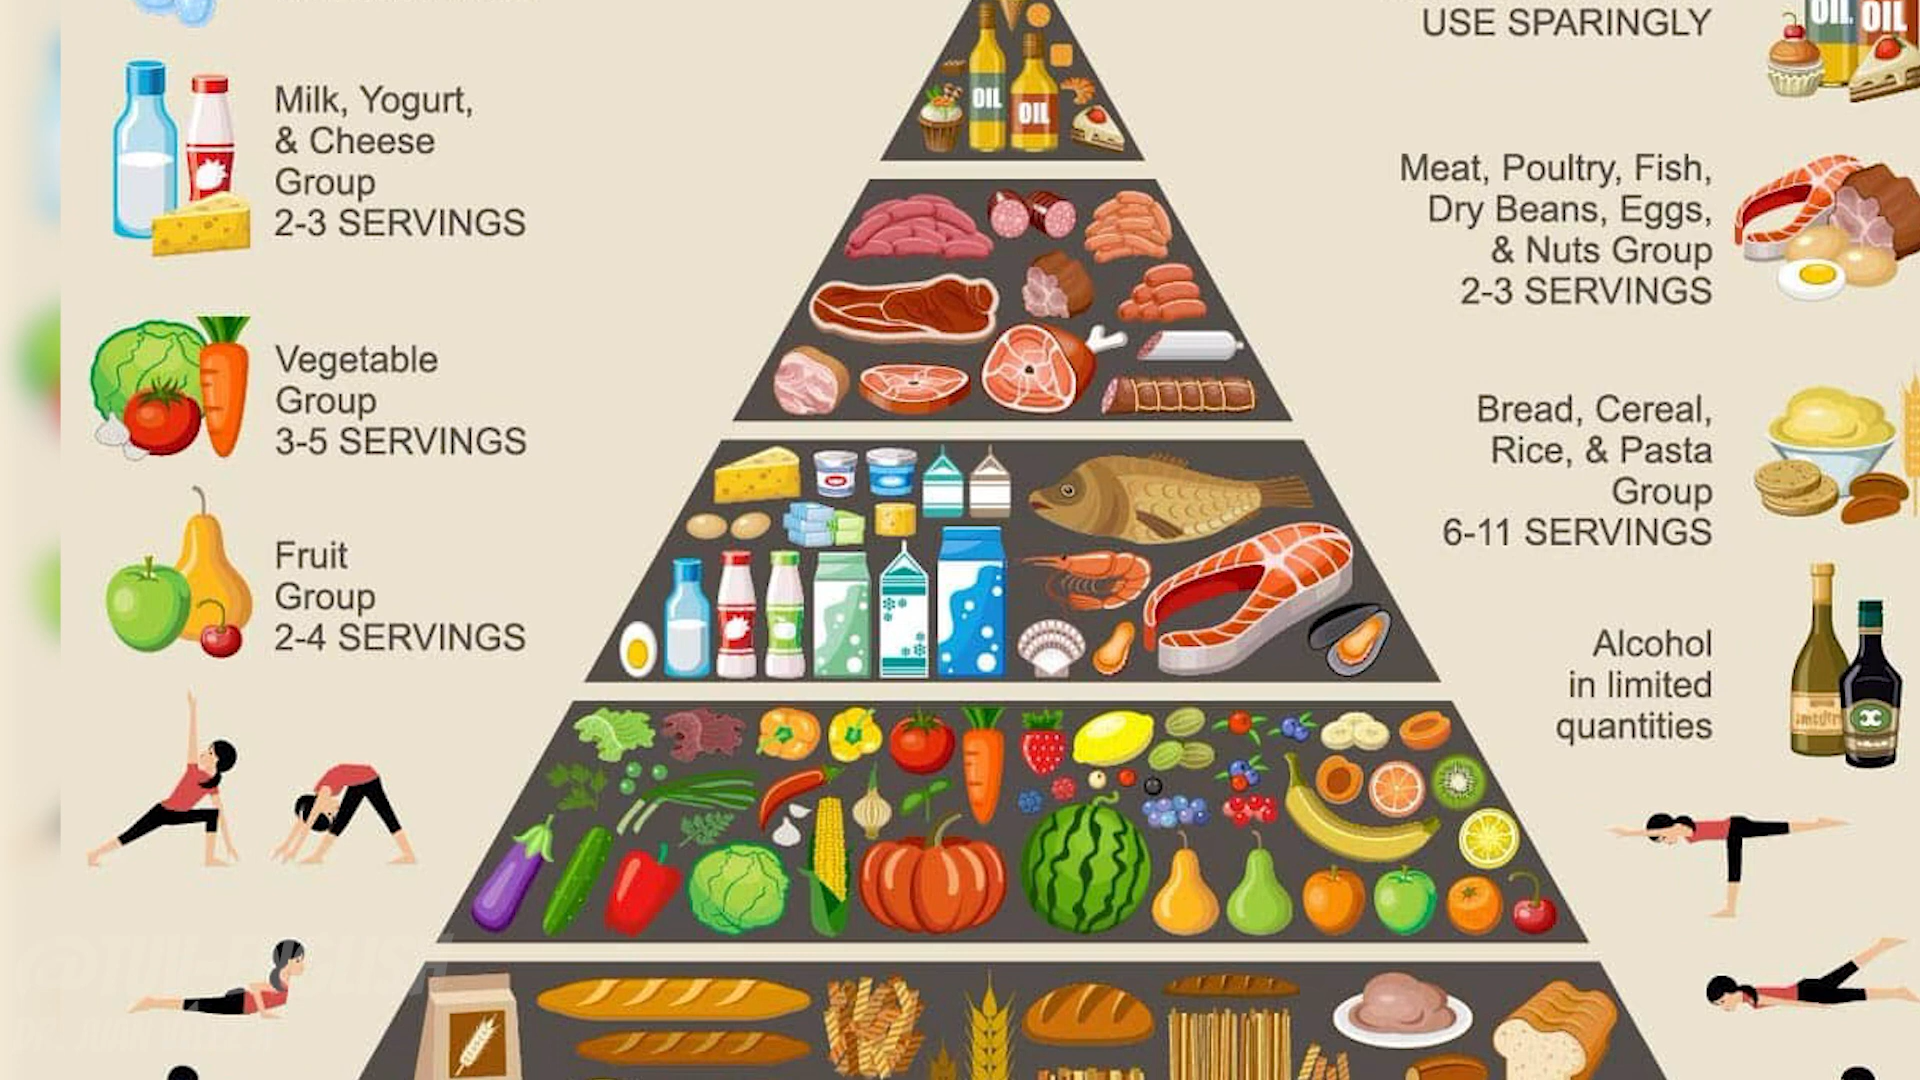 USE SPARINGLY
OIL OIL
OIL
OIL
Milk, Yogurt,
& Cheese
Group
2-3 SERVINGS
Meat, Poultry, Fish,
Dry Beans, Eggs,
& Nuts Group
2-3 SERVINGS
Vegetable
Group
3-5 SERVINGS
Bread, Cereal,
Rice, & Pasta
Group
6-11 SERVINGS
Fruit
Group
2-4 SERVINGS
Alcohol
in limited
quantities